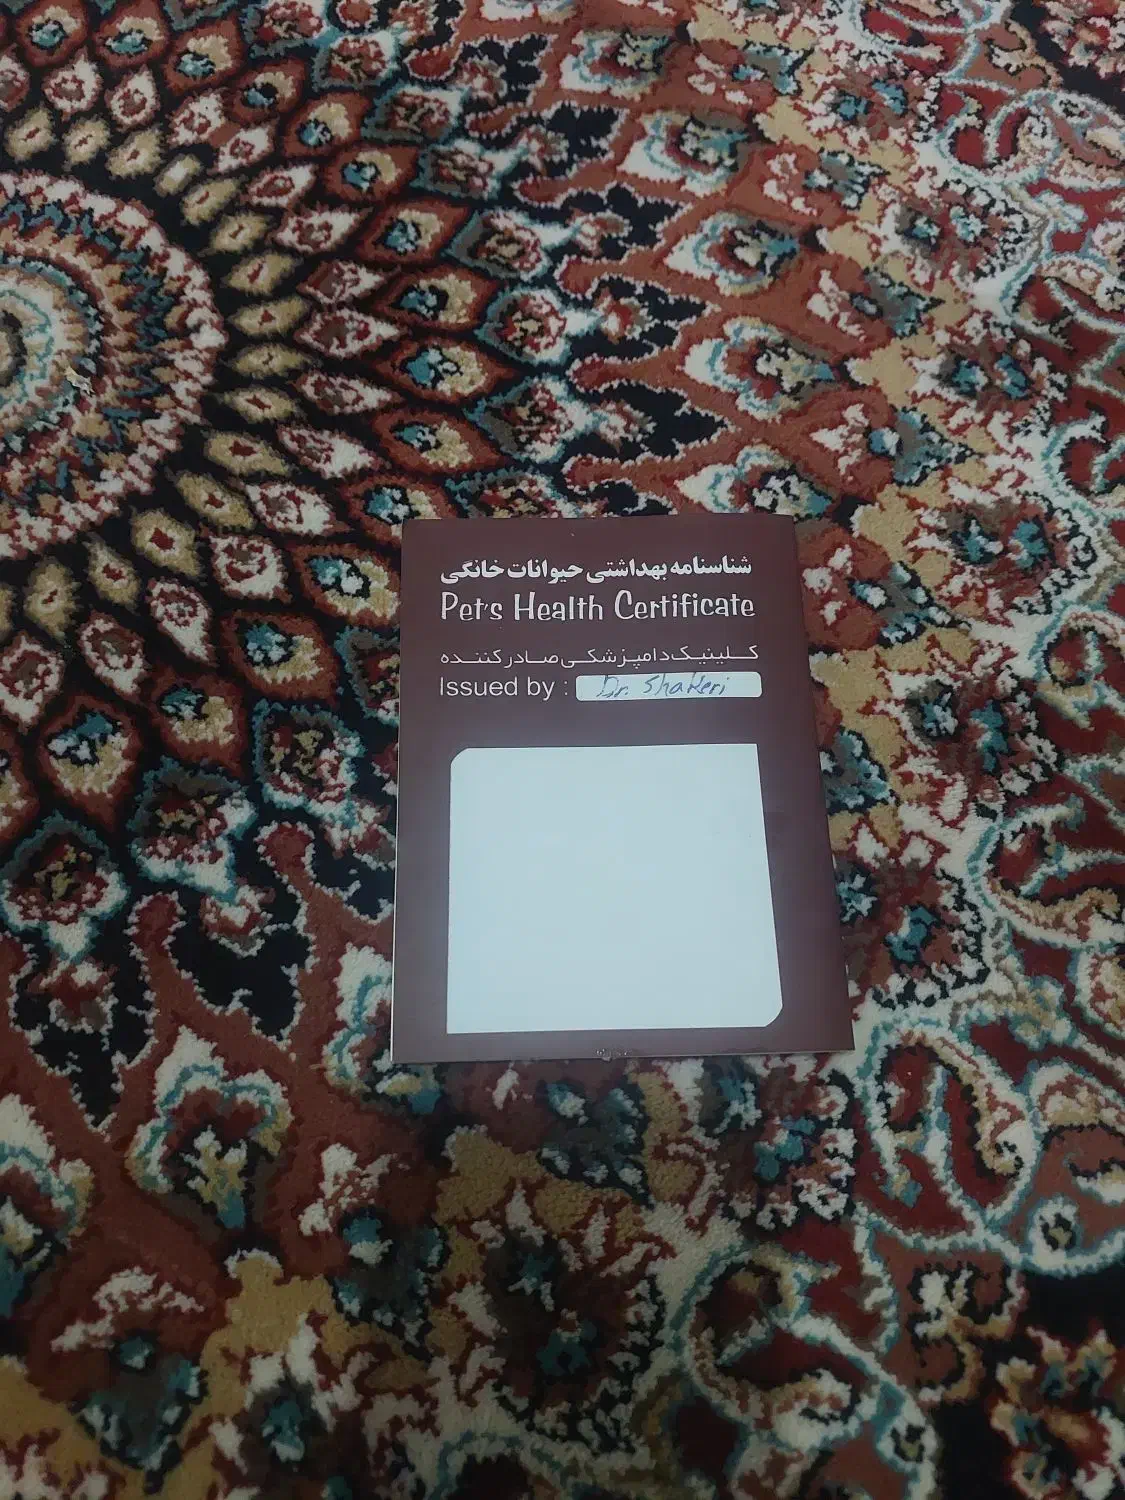 شناسنامه بهداشتی حیوانات خانگی
Pet's Health Certificate
کلینیک دامپزشکی صادر کننده
Issued by : Dr. Shakeri